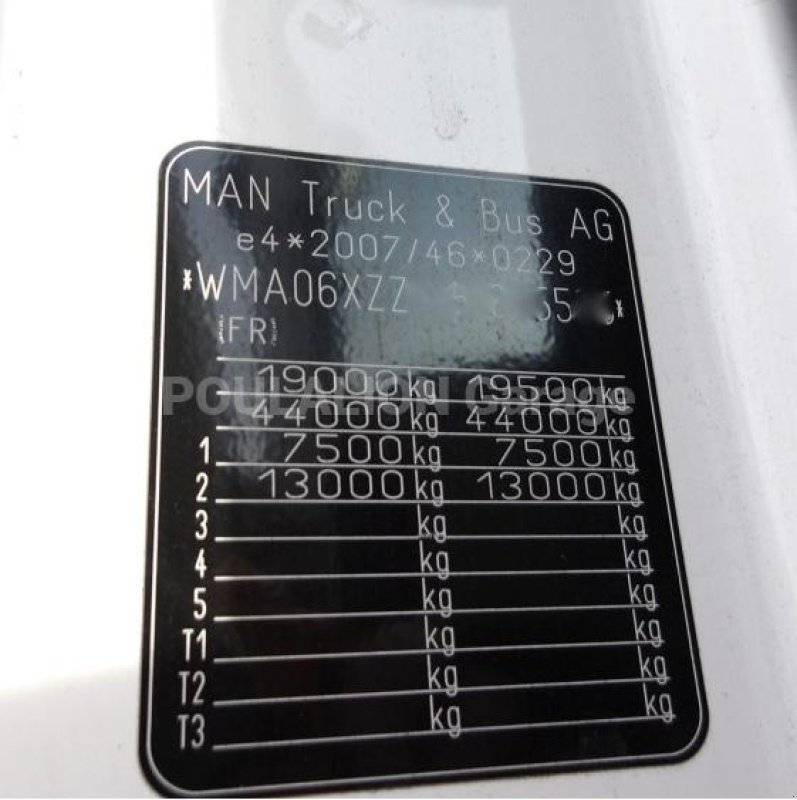 MAN Truck & Bus AG
e4*2007/46*0229
*WMA06XZZ
FR
19000kg 19500kg
POULALION Garage
44000kg 44000kg
1 7500kg 7500kg
2 13000kg 13000kg
3 kg kg
4 kg kg
5 kg kg
T1 kg kg
T2 kg kg
T3 kg kg